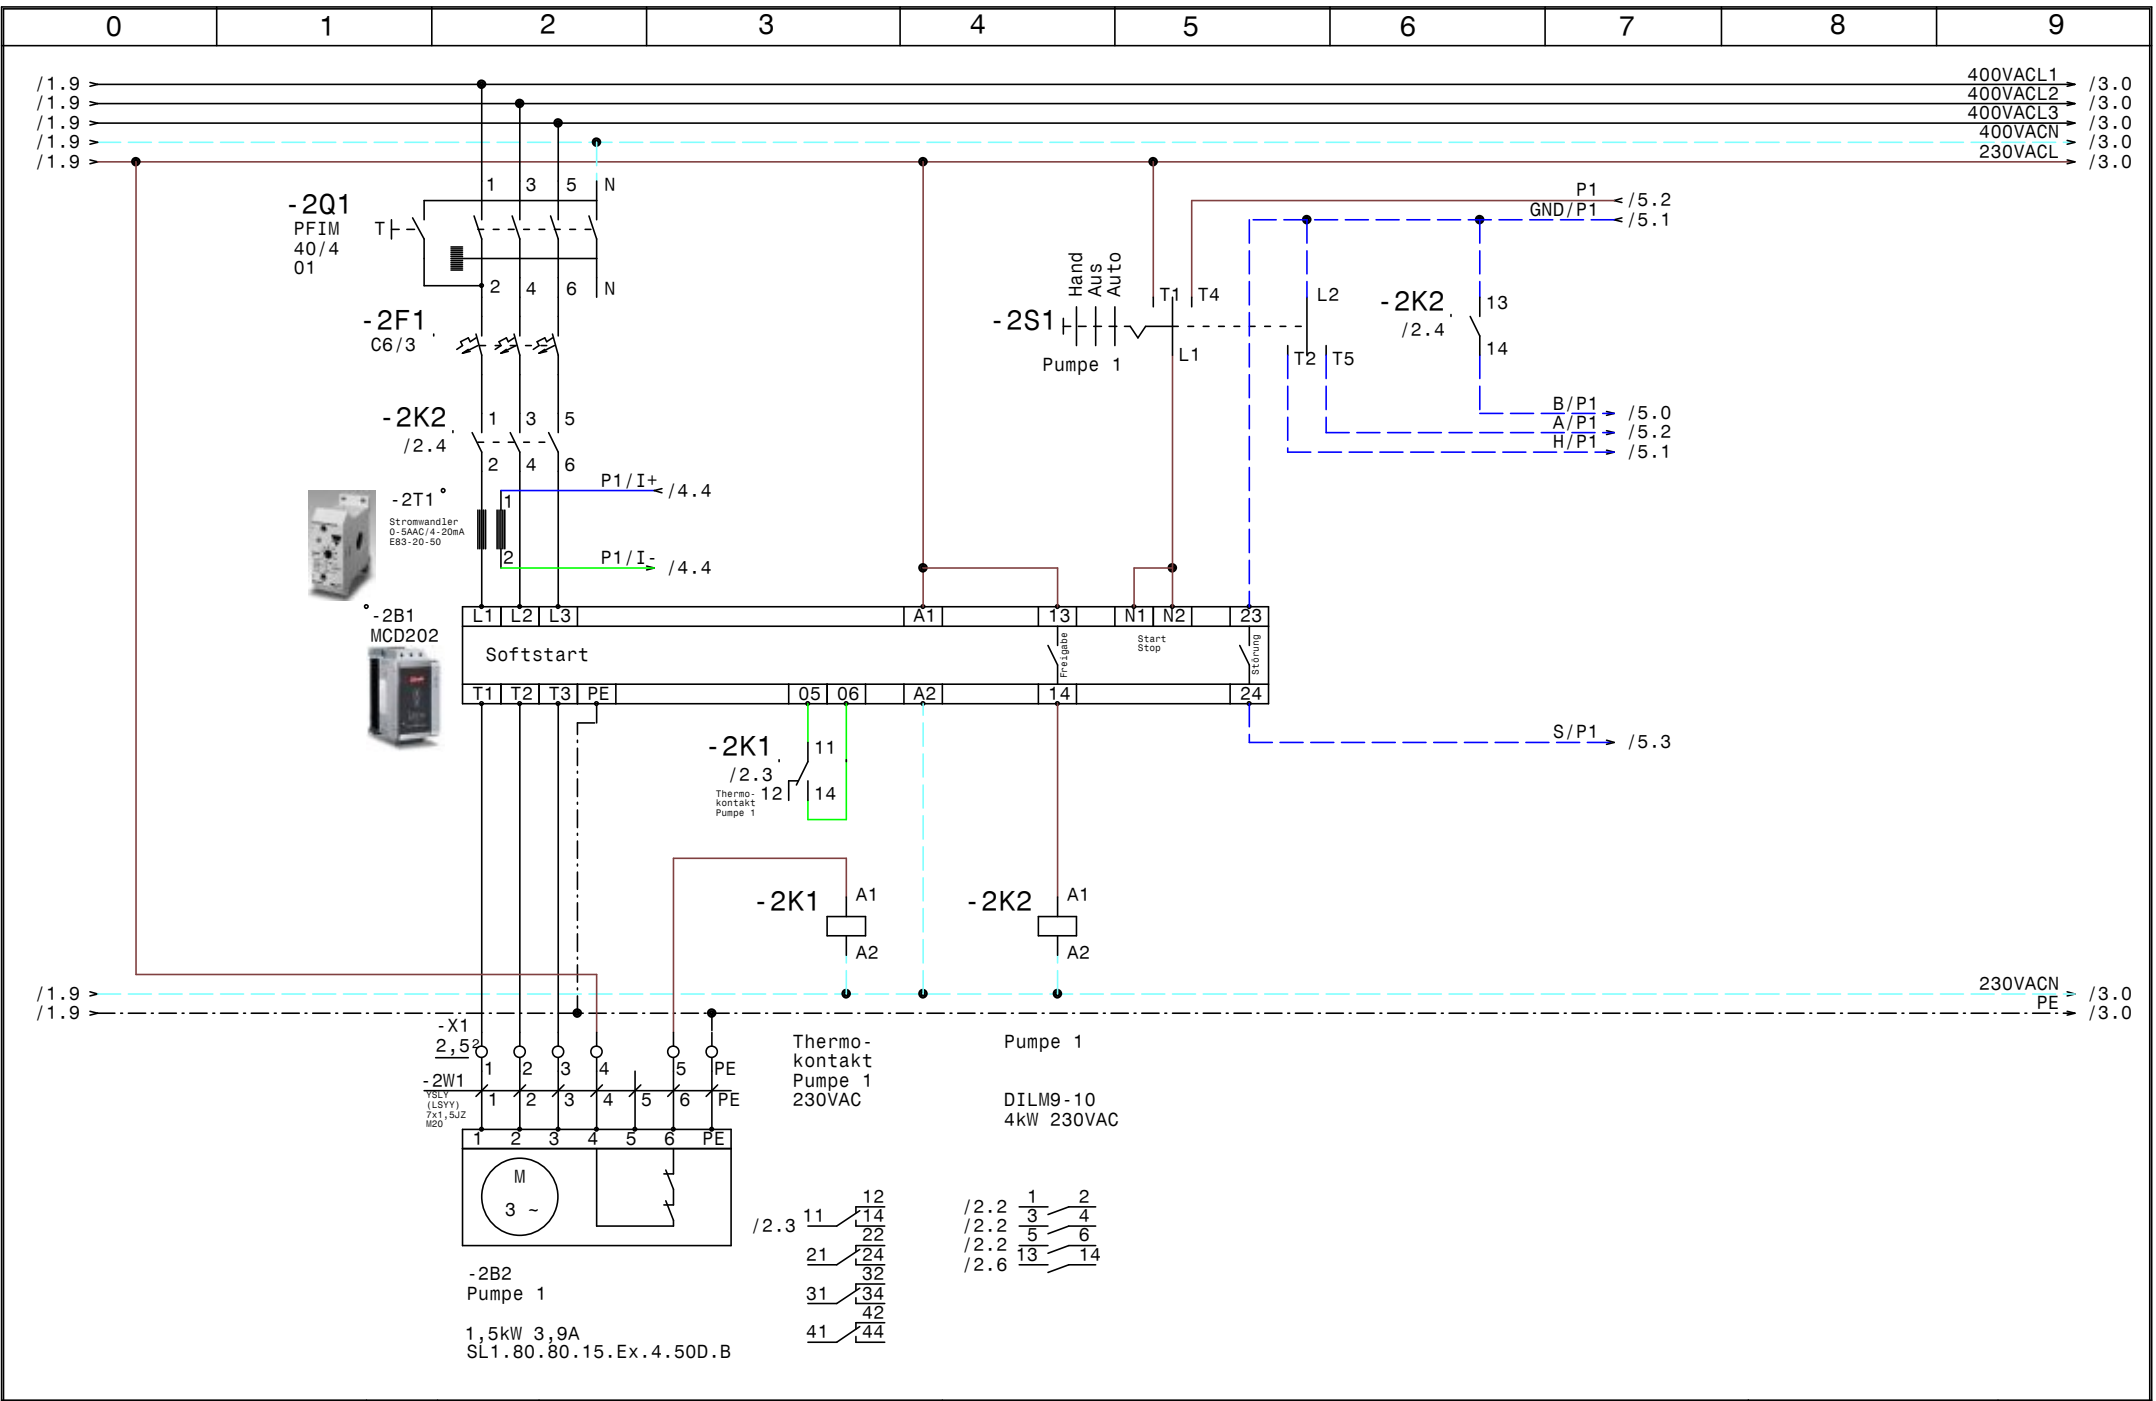 0 1 2 3 4 5 6 7 8 9
/1.9 400VACL1 /3.0
/1.9 400VACL2 /3.0
/1.9 400VACL3 /3.0
/1.9 400VACN /3.0
/1.9 230VACL /3.0
1 3 5 N
-2Q1
PFIM
40/4
01
T
2 4 6 N
P1 /5.2
GND/P1 /5.1
-2F1
C6/3
Hand
Aus
Auto
-2S1
Pumpe 1
T1 T4
L1
L2
T2 T5
-2K2
/2.4
13
14
B/P1 /5.0
A/P1 /5.2
H/P1 /5.1
-2K2
/2.4
1 3 5
2 4 6
-2T1
Stromwandler
0-5AAC/4-20mA
E83-20-50
1
2
P1/I+ /4.4
P1/I- /4.4
-2B1
MCD202
L1 L2 L3 A1 13 N1 N2 23
Softstart
Freigabe
Start
Stop
Störung
T1 T2 T3 PE 05 06 A2 14 24
S/P1 /5.3
-2K1
/2.3
Thermo-
kontakt
Pumpe 1
11
12 14
-2K1
A1
A2
-2K2
A1
A2
/1.9 230VACN /3.0
/1.9 PE /3.0
-X1
2,5²
1 2 3 4 5 PE
-2W1
YSLY
(LSYY)
7x1,5JZ
M20
1 2 3 4 5 6 PE
1 2 3 4 5 6 PE
M
3 ~
-2B2
Pumpe 1
1,5kW 3,9A
SL1.80.80.15.Ex.4.50D.B
Thermo-
kontakt
Pumpe 1
230VAC
Pumpe 1
DILM9-10
4kW 230VAC
12
/2.3 11 14
22
21 24
32
31 34
42
41 44
/2.2 1 2
/2.2 3 4
/2.2 5 6
/2.6 13 14